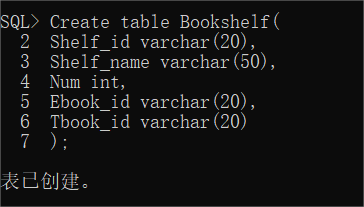 SQL> Create table Bookshelf(
  2  Shelf_id varchar(20),
  3  Shelf_name varchar(50),
  4  Num int,
  5  Ebook_id varchar(20),
  6  Tbook_id varchar(20)
  7  );
表已创建。